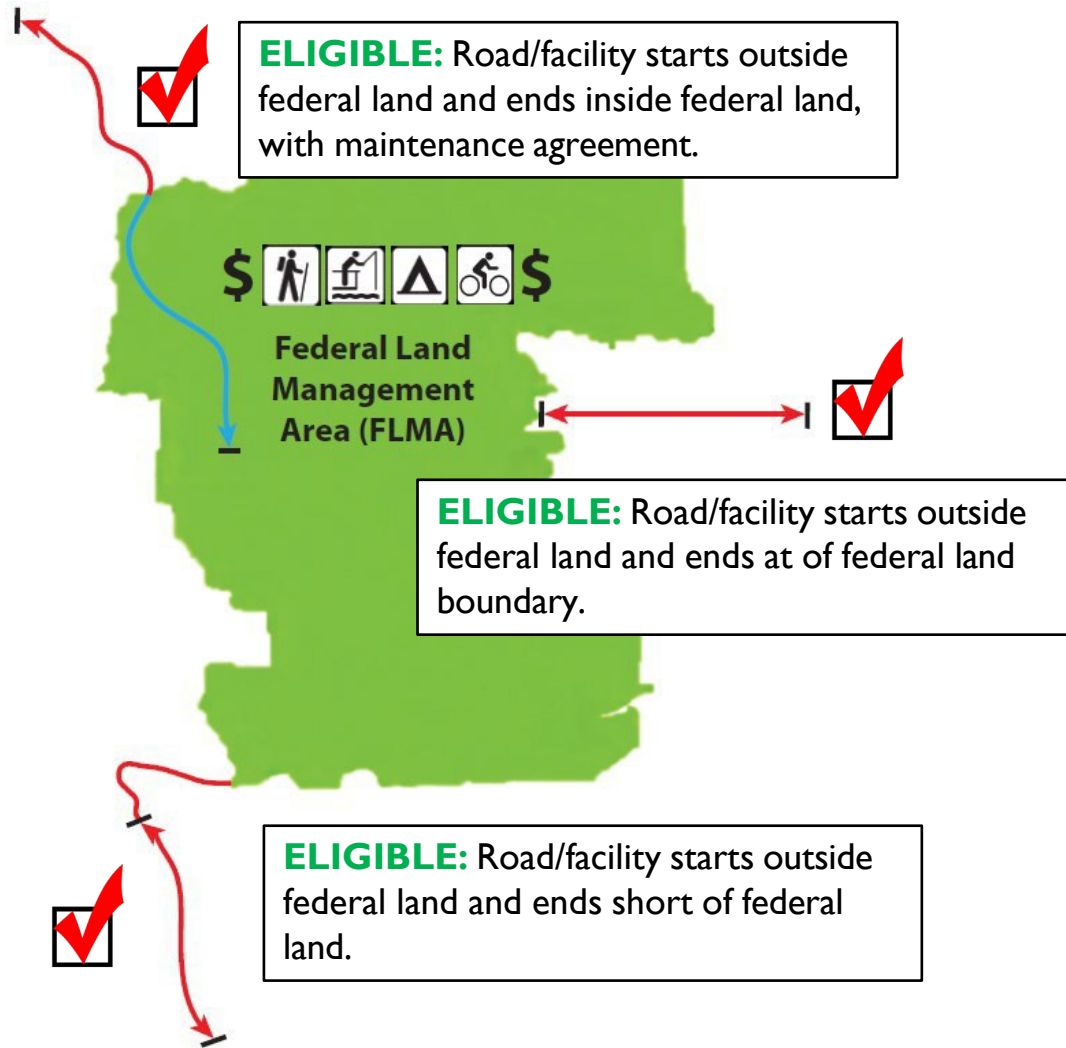 ELIGIBLE: Road/facility starts outside
federal land and ends inside federal land,
with maintenance agreement.
$ $
Federal Land
Management
Area (FLMA)
ELIGIBLE: Road/facility starts outside
federal land and ends at of federal land
boundary.
ELIGIBLE: Road/facility starts outside
federal land and ends short of federal
land.